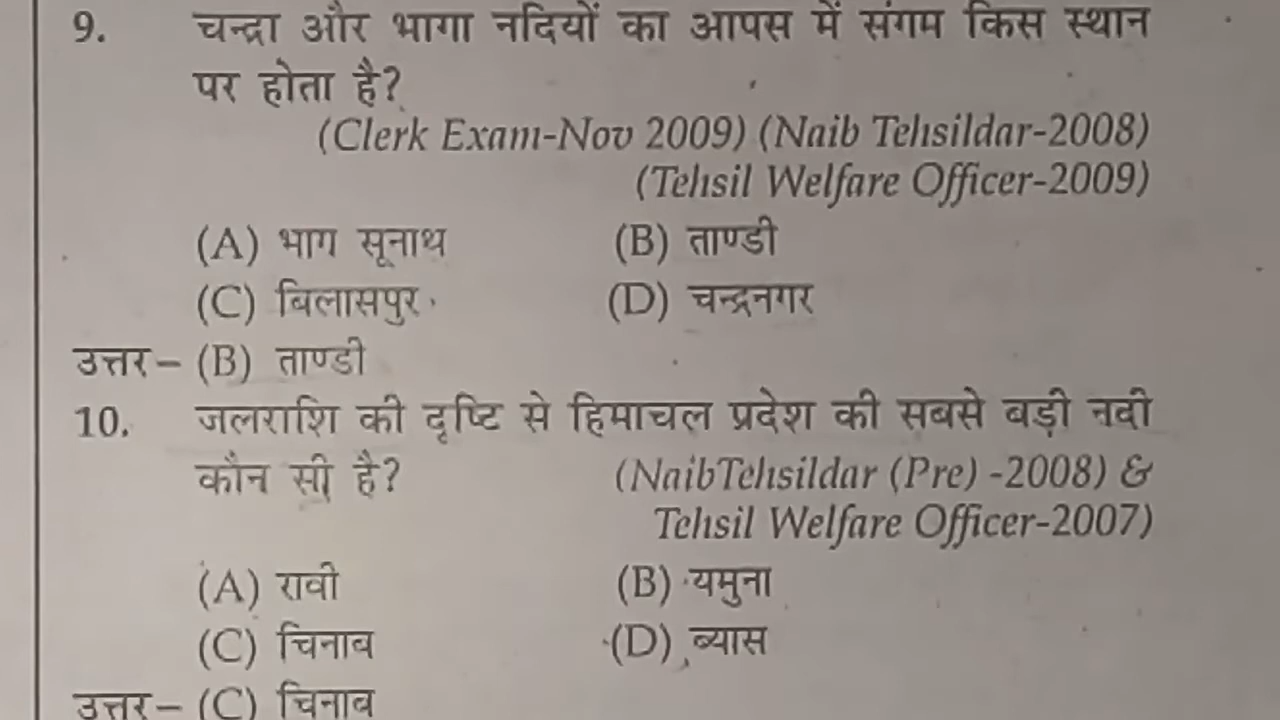 9. चन्द्रा और भागा नदियों का आपस में संगम किस स्थान
पर होता है?
(Clerk Exam-Nov 2009) (Naib Tehsildar-2008)
(Tehsil Welfare Officer-2009)
(A) भाग सूनाथ (B) ताण्डी
(C) बिलासपुर (D) चन्द्रनगर
उत्तर– (B) ताण्डी
10. जलराशि की दृष्टि से हिमाचल प्रदेश की सबसे बड़ी नदी
कौन सी है? (NaibTehsildar (Pre) -2008) &
Tehsil Welfare Officer-2007)
(A) रावी (B) यमुना
(C) चिनाब (D) ब्यास
उत्तर– (C) चिनाब